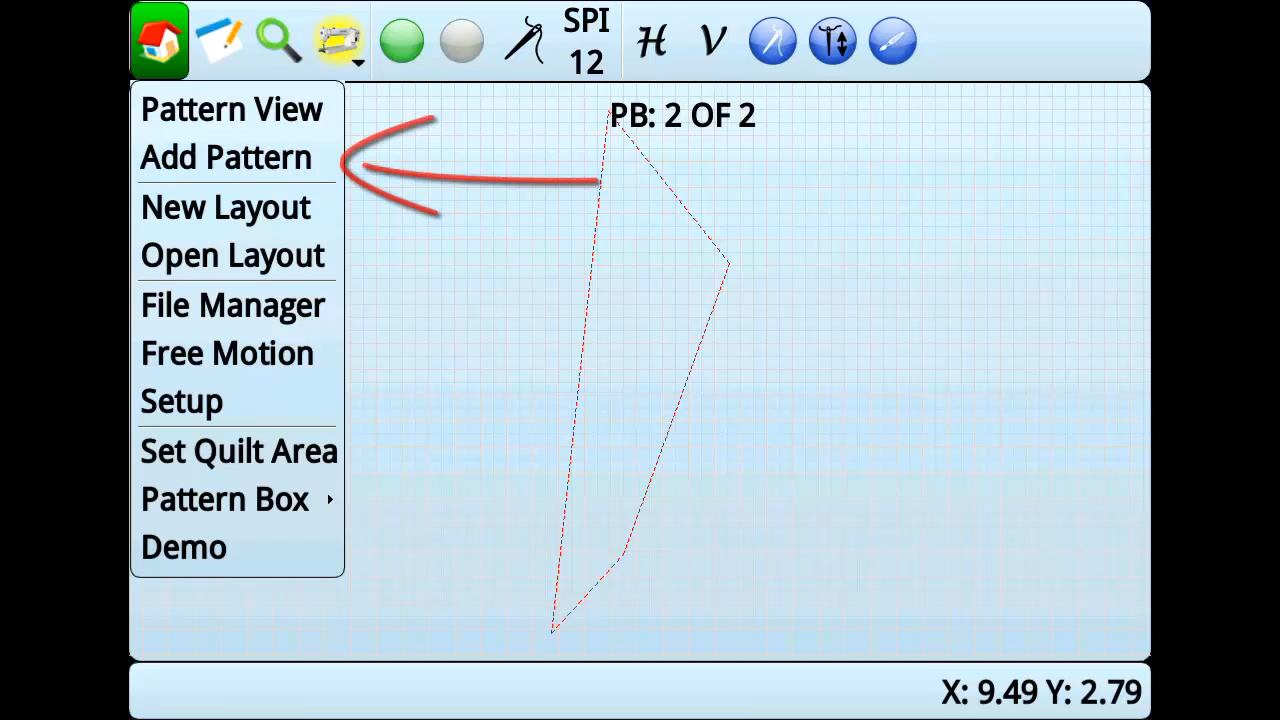 SPI
12
H V
Pattern View
Add Pattern
New Layout
Open Layout
File Manager
Free Motion
Setup
Set Quilt Area
Pattern Box
Demo
PB: 2 OF 2
X: 9.49 Y: 2.79